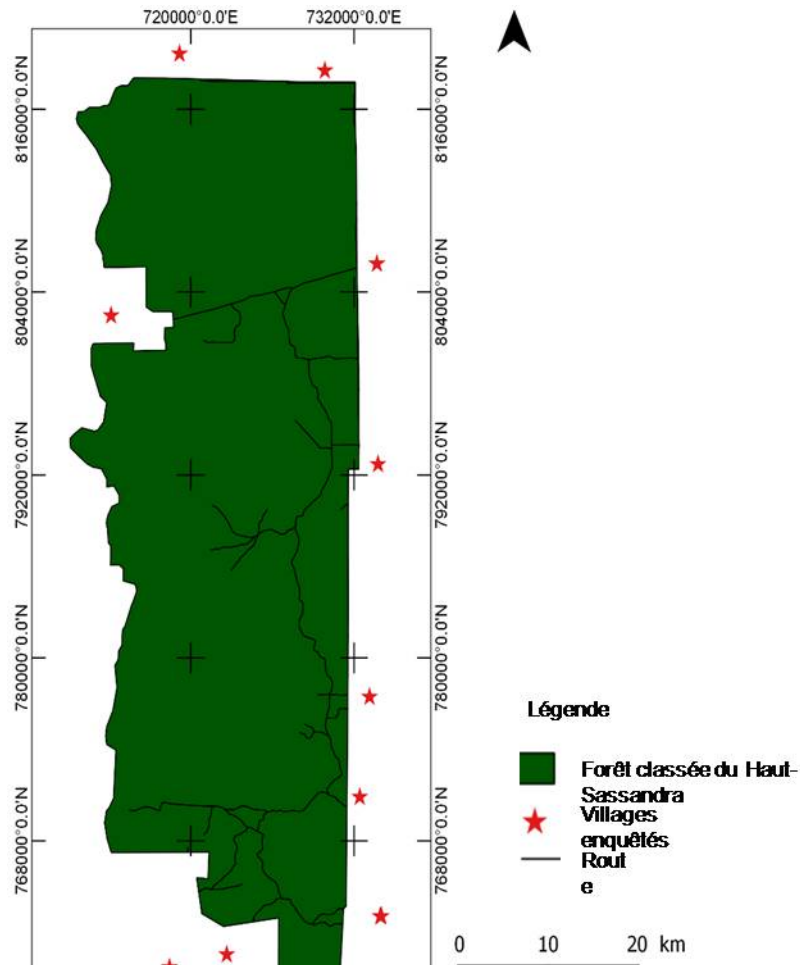 720000°0.0'E 732000°0.0'E
816000°0.0'N 816000°0.0'N
804000°0.0'N 804000°0.0'N
792000°0.0'N 792000°0.0'N
780000°0.0'N 780000°0.0'N
768000°0.0'N 768000°0.0'N
Légende
Forêt classée du Haut-
Sassandra
Villages
enquêtés
Rout
e
0 10 20 km